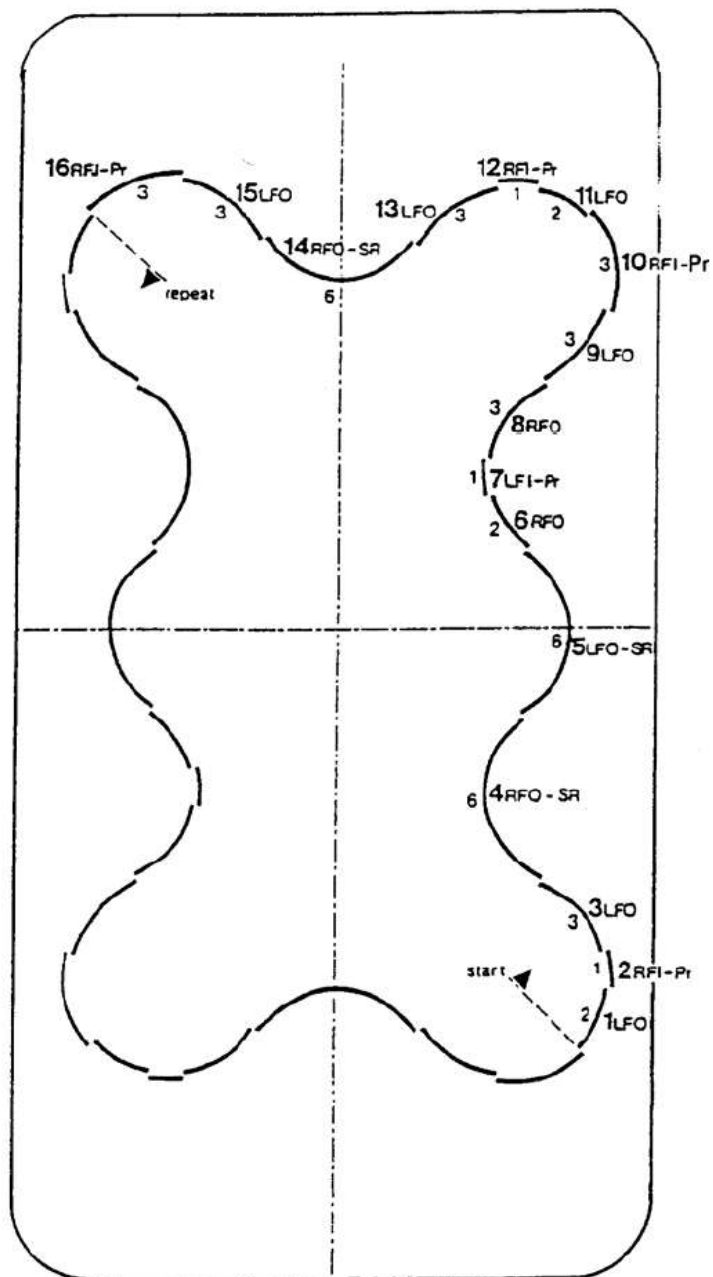 16RFI-Pr
3
15LFO
3
14RFO-SR
6
13LFO
3
12RFI-Pr
1
11LFO
2
3 10RFI-Pr
repeat
3
9LFO
3
8RFO
1 7LFI-Pr
6RFO
2
6 5LFO-SR
6 4RFO-SR
3LFO
3
start
1 2RFI-Pr
2 1LFO